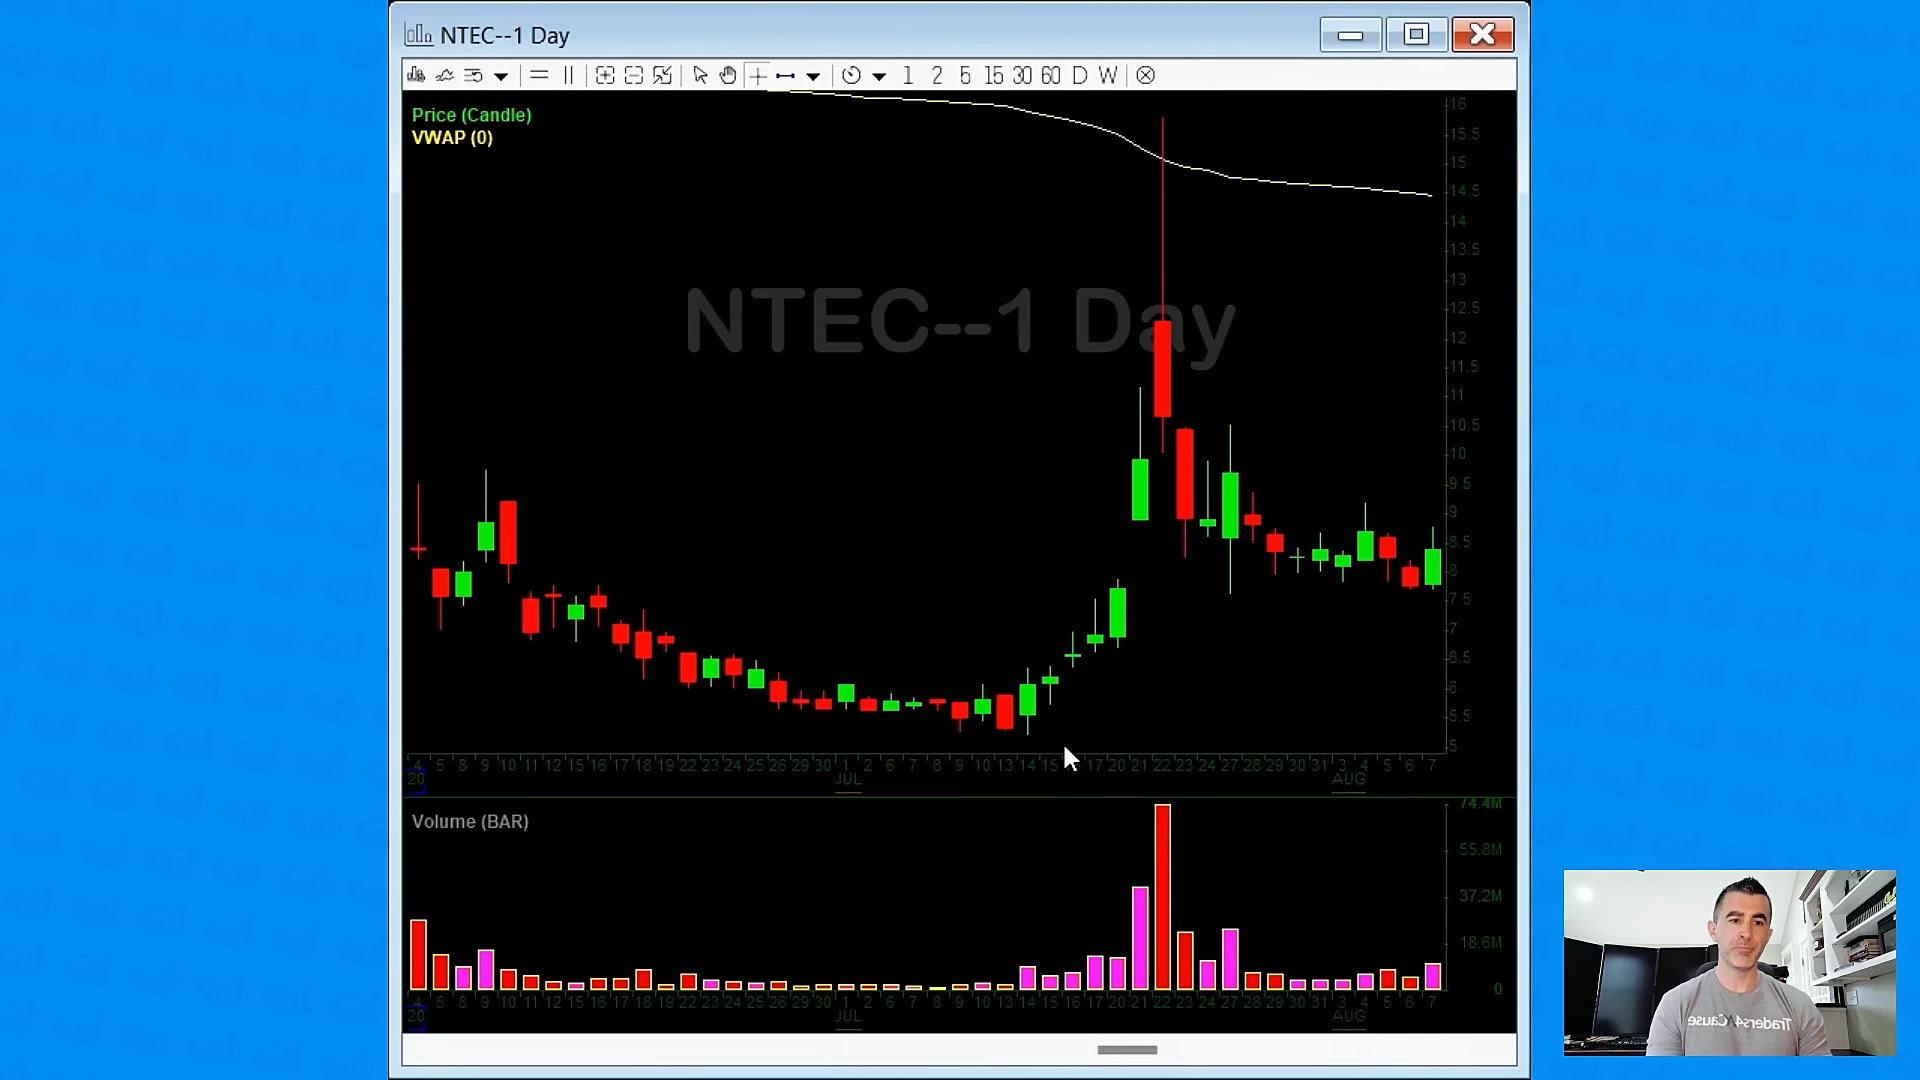 NTEC--1 Day
1 2 5 15 30 60 D W
Price (Candle)
VWAP (0)
NTEC--1 Day
16
15.5
15
14.5
14
13.5
13
12.5
12
11.5
11
10.5
10
9.5
9
8.5
8
7.5
7
6.5
6
5.5
5
4 5 8 9 10 11 12 15 16 17 18 19 22 23 24 25 26 29 30 1 2 6 7 8 9 10 13 14 15 17 20 21 22 23 24 27 28 29 30 31 3 4 5 6 7
20 JUL AUG
Volume (BAR)
74.4M
55.8M
37.2M
18.6M
0
4 5 8 9 10 11 12 15 16 17 18 19 22 23 24 25 26 29 30 1 2 6 7 8 9 10 13 14 15 16 17 20 21 22 23 24 27 28 29 30 31 3 4 5 6 7
20 JUL AUG
Traders4ACause